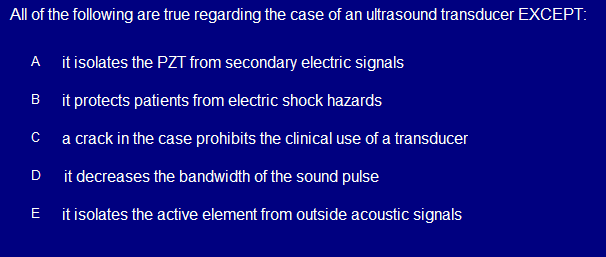 All of the following are true regarding the case of an ultrasound transducer EXCEPT:
A it isolates the PZT from secondary electric signals
B it protects patients from electric shock hazards
C a crack in the case prohibits the clinical use of a transducer
D it decreases the bandwidth of the sound pulse
E it isolates the active element from outside acoustic signals